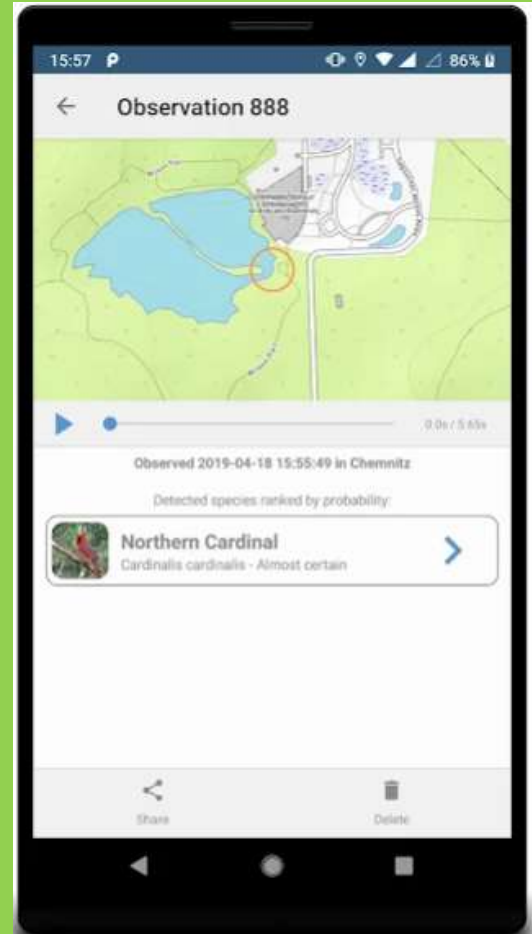 15:57 P 86%
Observation 888
0.0s / 5.65s
Observed 2019-04-18 15:55:49 in Chemnitz
Detected species ranked by probability:
Northern Cardinal
Cardinalis cardinalis - Almost certain
Share
Delete